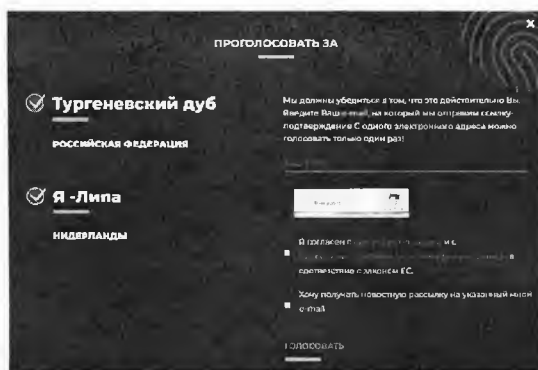 x
ПРОГОЛОСОВАТЬ ЗА
Тургеневский дуб
РОССИЙСКАЯ ФЕДЕРАЦИЯ
Я -Липа
НИДЕРЛАНДЫ
Мы должны убедиться в том, что это действительно Вы.
Введите Ваш e-mail, на который мы отправим ссылку-
подтверждение С одного электронного адреса можно
голосовать только один раз!
Я согласен с и с
в
соответствие с законом ЕС.
Хочу получать новостную рассылку на указанный мной
e-mail
ГОЛОСОВАТЬ